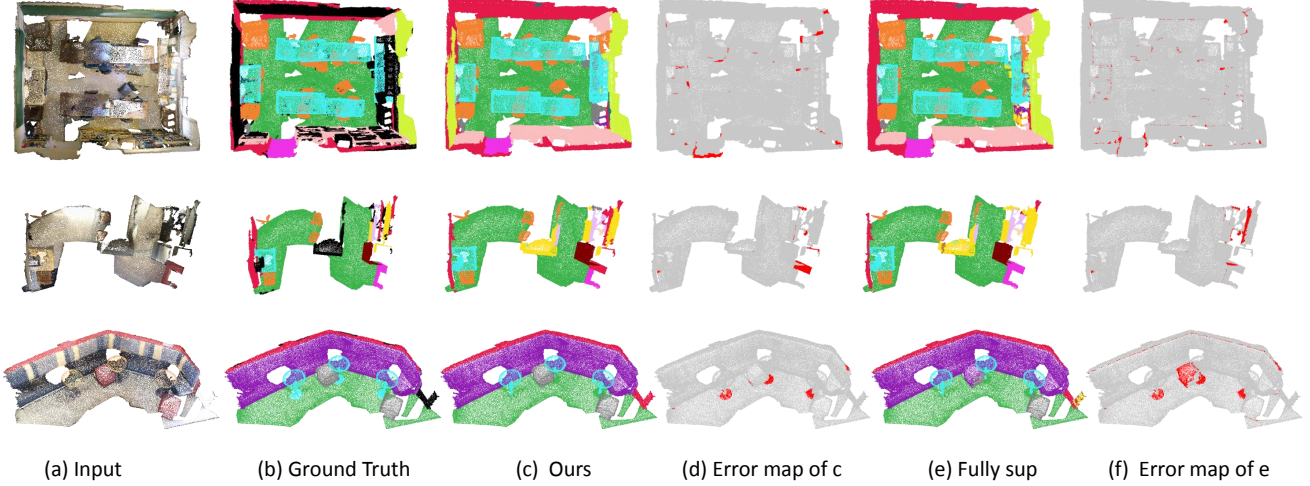 (a) Input
(b) Ground Truth
(c) Ours
(d) Error map of c
(e) Fully sup
(f) Error map of e